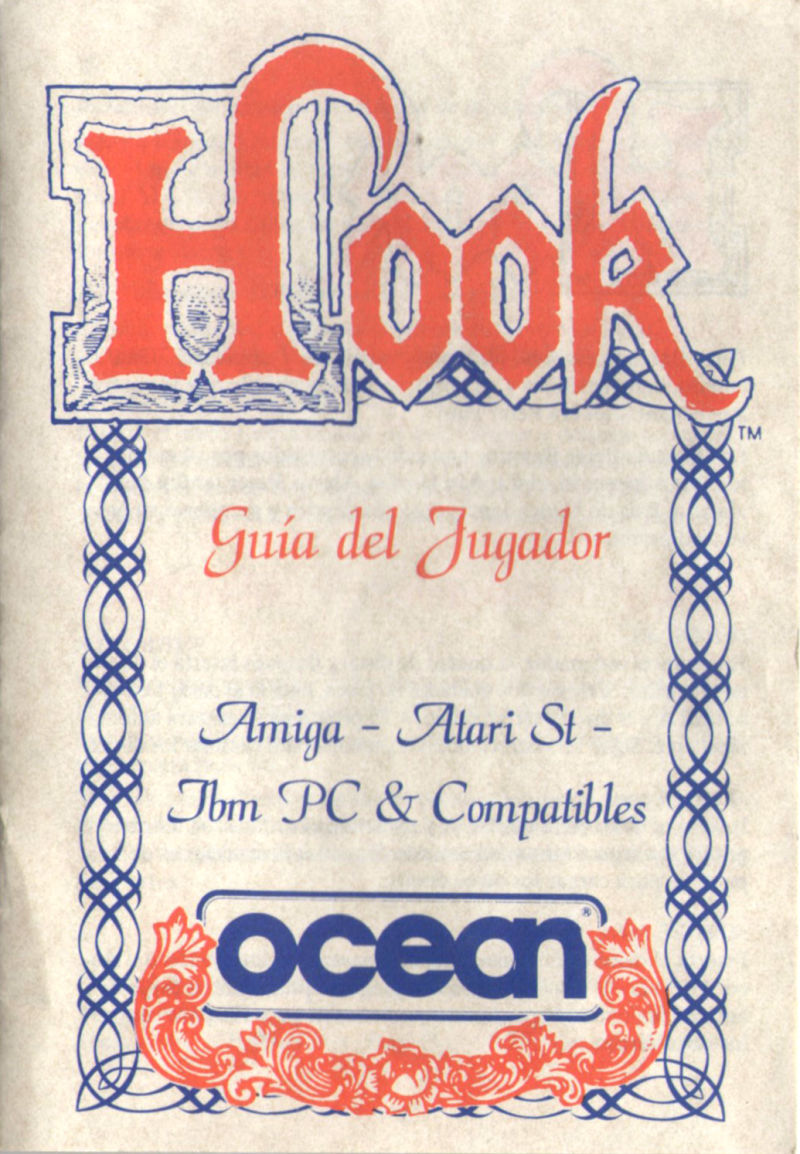 Hook
™
Guía del Jugador
Amiga - Atari St -
Ibm PC & Compatibles
ocean®